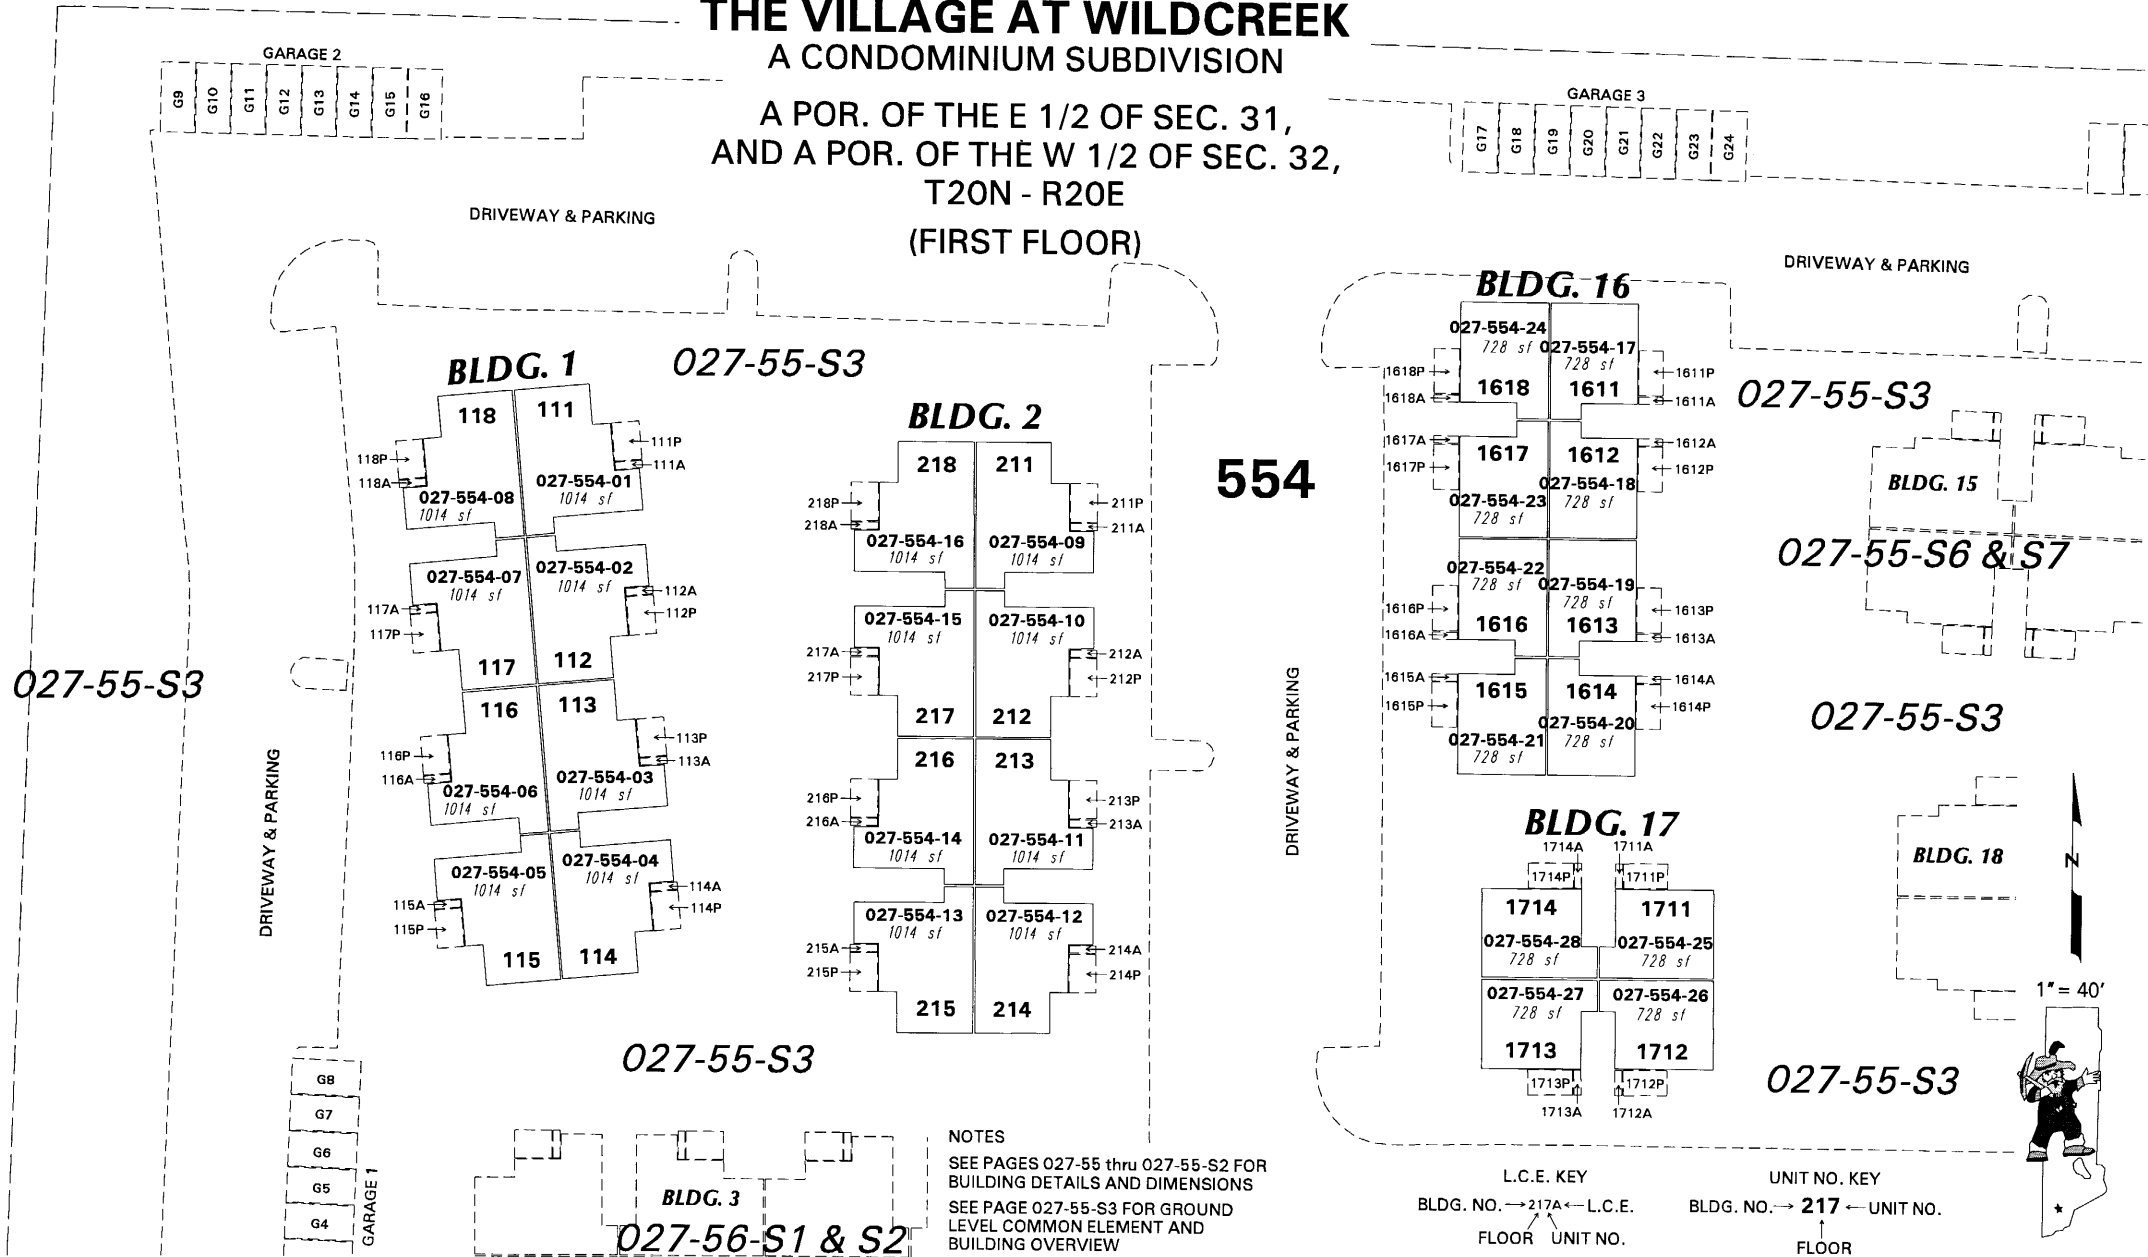 THE VILLAGE AT WILDCREEK
A CONDOMINIUM SUBDIVISION
A POR. OF THE E 1/2 OF SEC. 31,
AND A POR. OF THE W 1/2 OF SEC. 32,
T20N - R20E
(FIRST FLOOR)
GARAGE 2
G9
G10
G11
G12
G13
G14
G15
G16
GARAGE 3
G17
G18
G19
G20
G21
G22
G23
G24
DRIVEWAY & PARKING
DRIVEWAY & PARKING
027-55-S3
BLDG. 1
118
111
118P
118A
111P
111A
027-554-08
1014 sf
027-554-01
1014 sf
027-554-07
1014 sf
027-554-02
1014 sf
117A
117P
112A
112P
117
112
116
113
116P
116A
113P
113A
027-554-06
1014 sf
027-554-03
1014 sf
027-554-05
1014 sf
027-554-04
1014 sf
115A
115P
114A
114P
115
114
027-55-S3
DRIVEWAY & PARKING
BLDG. 2
218
211
218P
218A
211P
211A
027-554-16
1014 sf
027-554-09
1014 sf
027-554-15
1014 sf
027-554-10
1014 sf
217A
217P
212A
212P
217
212
216
213
216P
216A
213P
213A
027-554-14
1014 sf
027-554-11
1014 sf
027-554-13
1014 sf
027-554-12
1014 sf
215A
215P
214A
214P
215
214
027-55-S3
554
DRIVEWAY & PARKING
BLDG. 16
027-554-24
728 sf
027-554-17
728 sf
1618P
1618A
1618
1611
1611P
1611A
1617A
1617P
1617
1612
1612A
1612P
027-554-23
728 sf
027-554-18
728 sf
027-554-22
728 sf
027-554-19
728 sf
1616P
1616A
1616
1613
1613P
1613A
1615A
1615P
1615
1614
1614A
1614P
027-554-21
728 sf
027-554-20
728 sf
027-55-S3
BLDG. 15
027-55-S6 & S7
027-55-S3
BLDG. 17
1714A
1711A
1714P
1711P
1714
1711
027-554-28
728 sf
027-554-25
728 sf
027-554-27
728 sf
027-554-26
728 sf
1713
1712
1713P
1712P
1713A
1712A
BLDG. 18
027-55-S3
N
1" = 40'
G8
G7
G6
G5
G4
GARAGE 1
BLDG. 3
027-56-S1 & S2
NOTES
SEE PAGES 027-55 thru 027-55-S2 FOR
BUILDING DETAILS AND DIMENSIONS
SEE PAGE 027-55-S3 FOR GROUND
LEVEL COMMON ELEMENT AND
BUILDING OVERVIEW
L.C.E. KEY
BLDG. NO. 217A L.C.E.
FLOOR UNIT NO.
UNIT NO. KEY
BLDG. NO. 217 UNIT NO.
FLOOR